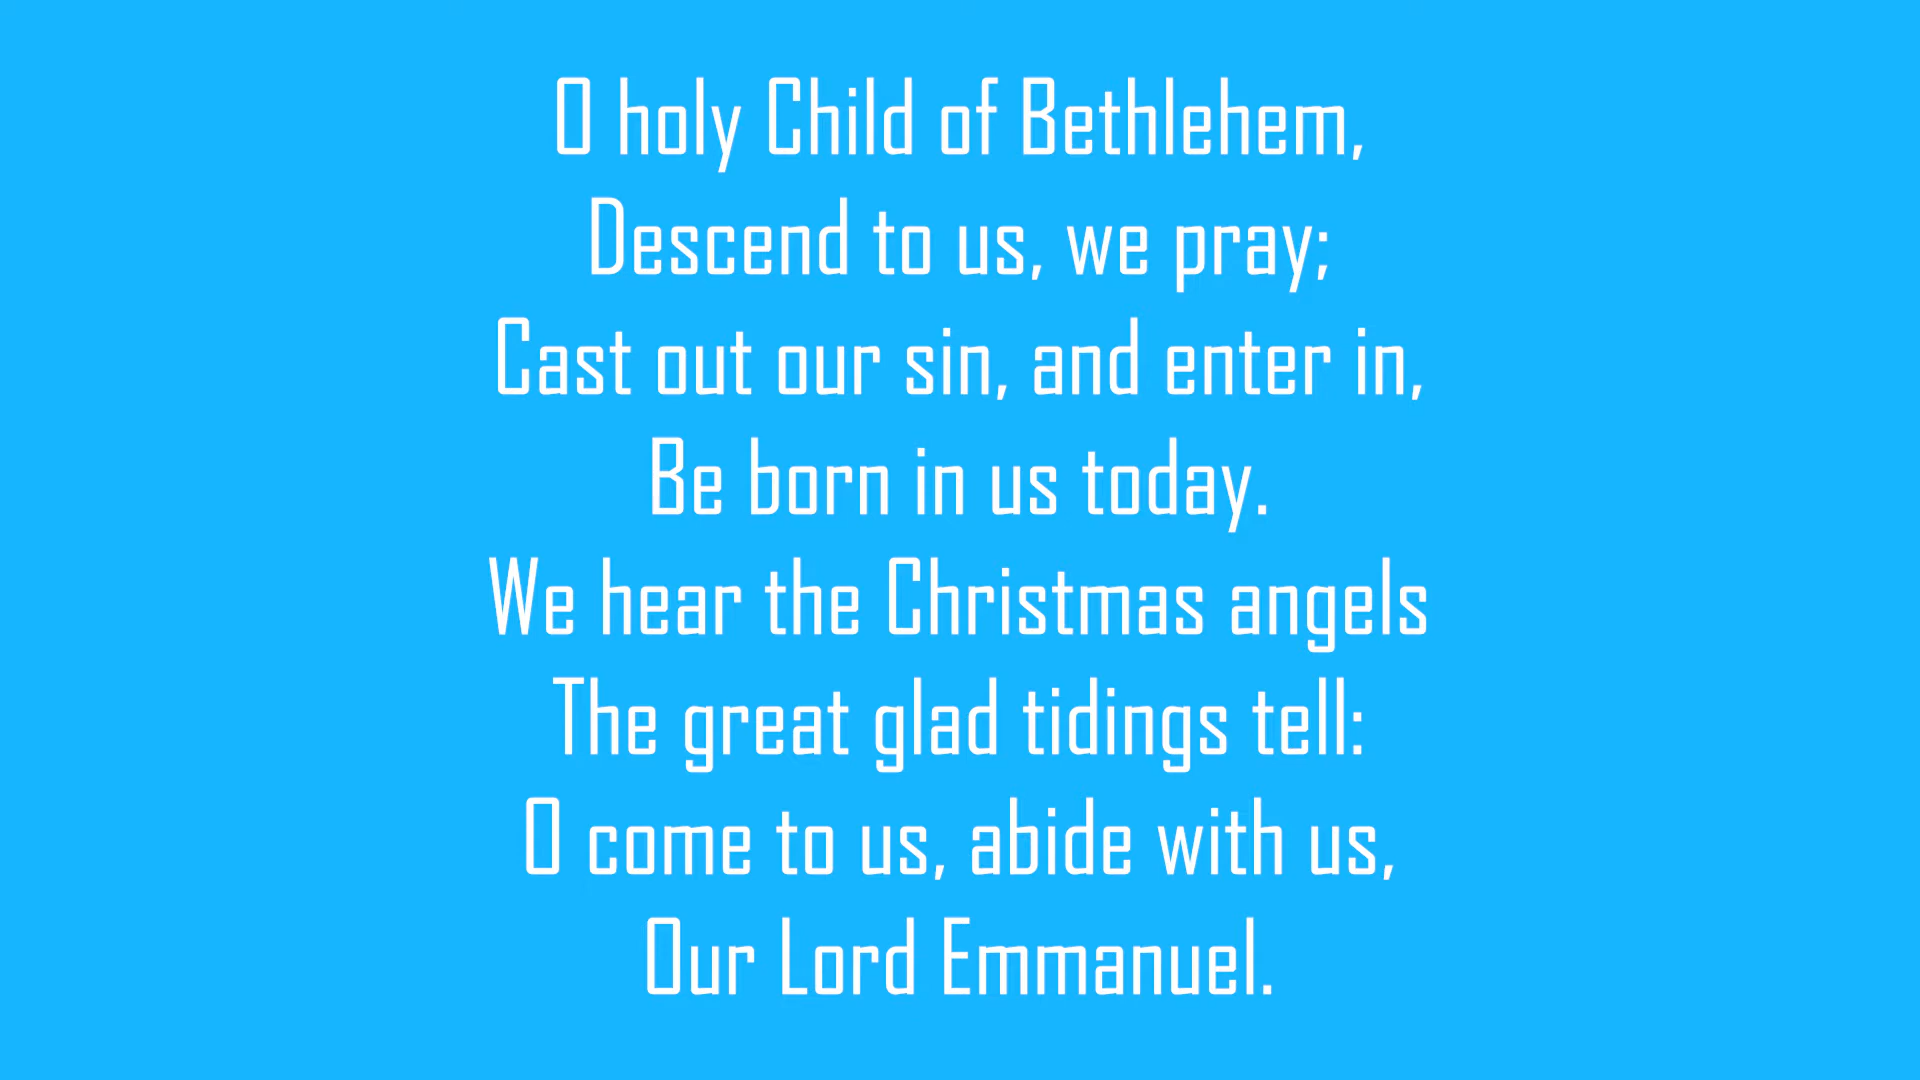 O holy Child of Bethlehem,
Descend to us, we pray;
Cast out our sin, and enter in,
Be born in us today.
We hear the Christmas angels
The great glad tidings tell:
O come to us, abide with us,
Our Lord Emmanuel.